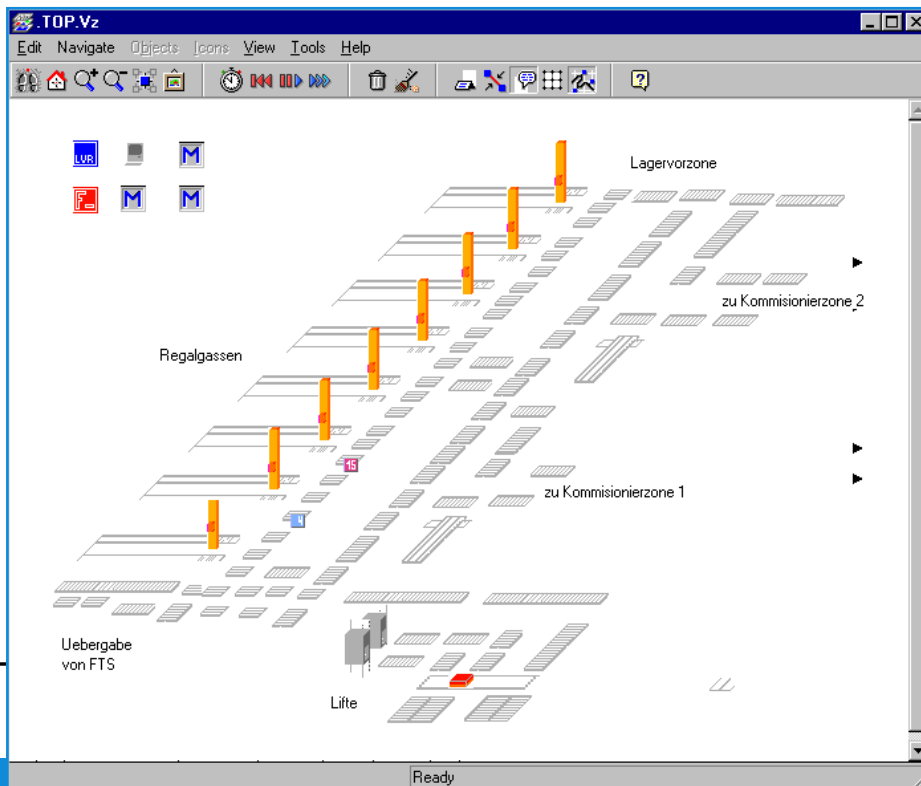 .TOP.Vz
Edit Navigate Objects Icons View Tools Help
LVR
M
F
M
M
Lagervorzone
zu Kommisionierzone 2
Regalgassen
15
zu Kommisionierzone 1
4
Uebergabe
von FTS
Lifte
Ready